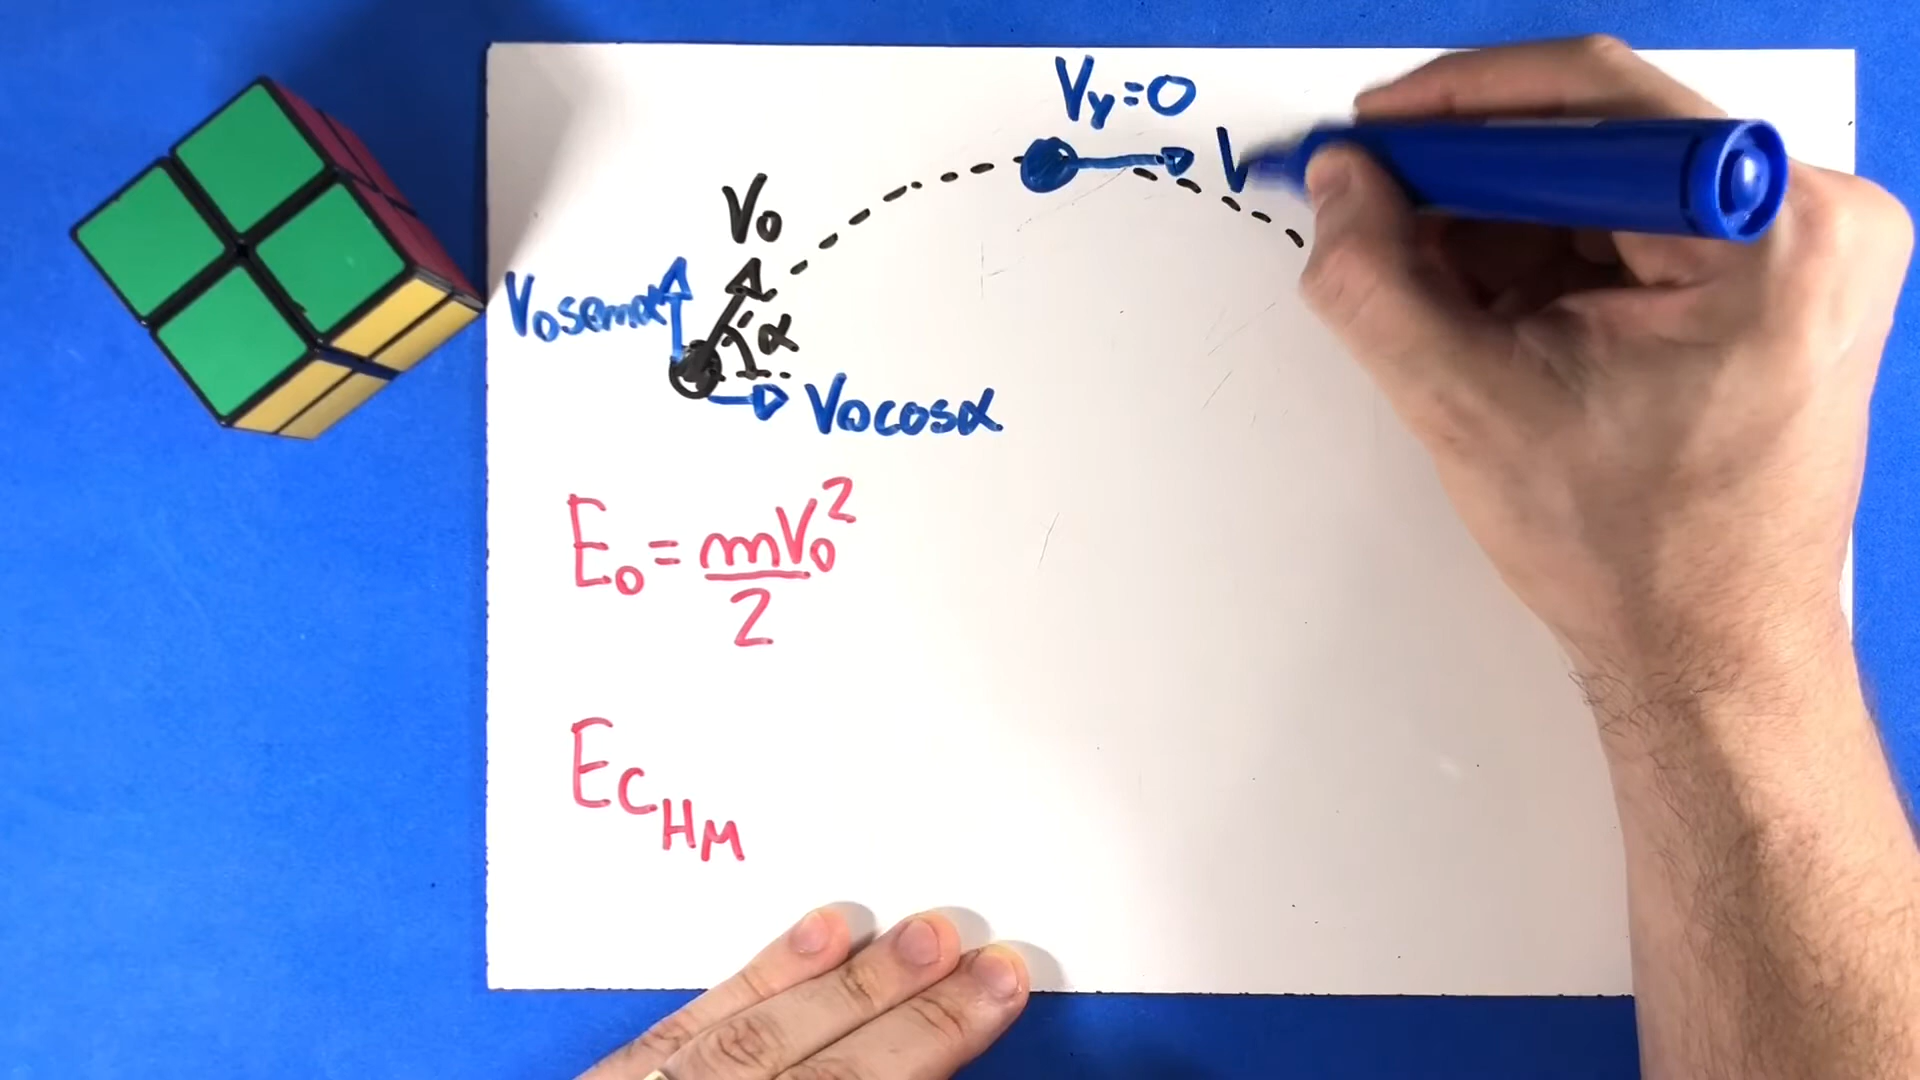 Vy=0
V
V0
V0senα
α
V0cosα
E0 = mV0²
2
EcHM